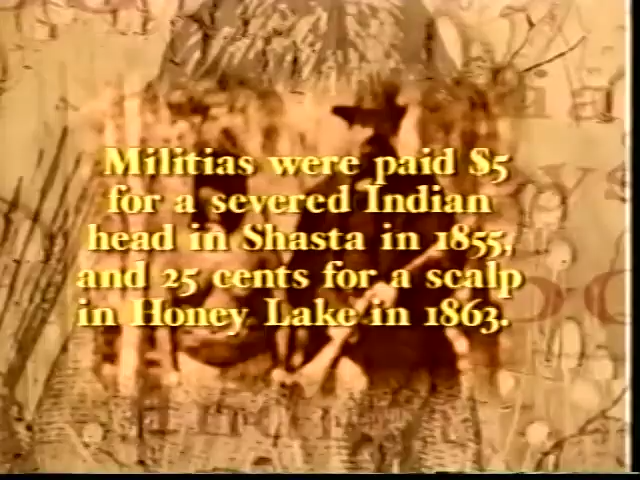 Militias were paid $5
for a severed Indian
head in Shasta in 1855,
and 25 cents for a scalp
in Honey Lake in 1863.